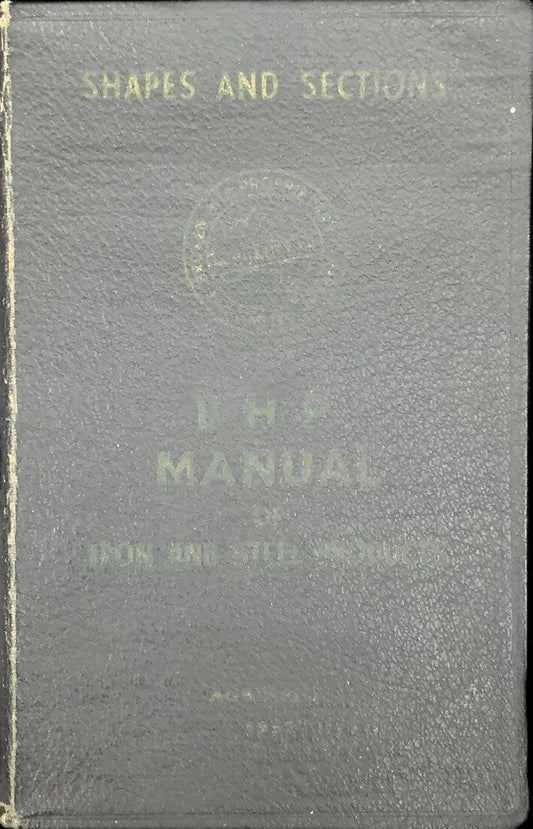 SHAPES AND SECTIONS
B H P
MANUAL
OF
IRON AND STEEL PRODUCTS